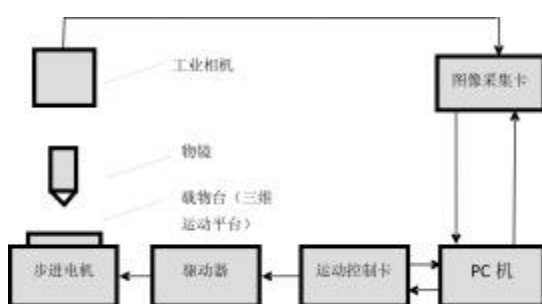 工业相机
图像采集卡
物镜
载物台（三维
运动平台）
步进电机
驱动器
运动控制卡
PC 机